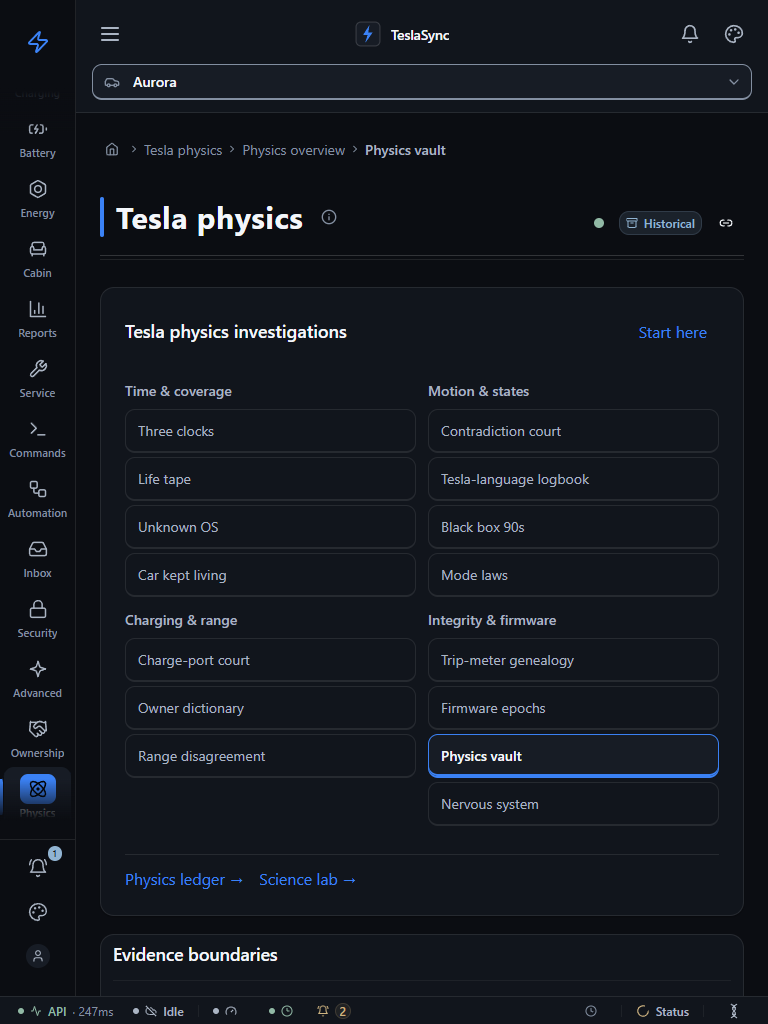 TeslaSync
Aurora
Charging
Battery
Energy
Cabin
Reports
Service
Commands
Automation
Inbox
Security
Advanced
Ownership
Physics
1
Tesla physics > Physics overview > Physics vault
Tesla physics
Historical
Tesla physics investigations
Start here
Time & coverage
Three clocks
Life tape
Unknown OS
Car kept living
Motion & states
Contradiction court
Tesla-language logbook
Black box 90s
Mode laws
Charging & range
Charge-port court
Owner dictionary
Range disagreement
Integrity & firmware
Trip-meter genealogy
Firmware epochs
Physics vault
Nervous system
Physics ledger → Science lab →
Evidence boundaries
API · 247ms Idle 2 Status